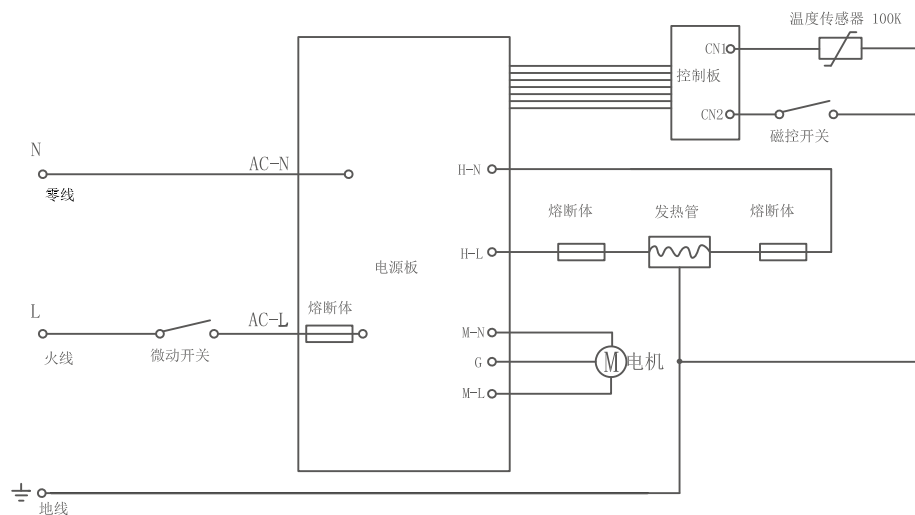 温度传感器 100K
CN1
控制板
CN2
磁控开关
N
AC-N
零线
H-N
熔断体
发热管
熔断体
H-L
电源板
L
AC-L
熔断体
火线
微动开关
M-N
G
M
电机
M-L
地线